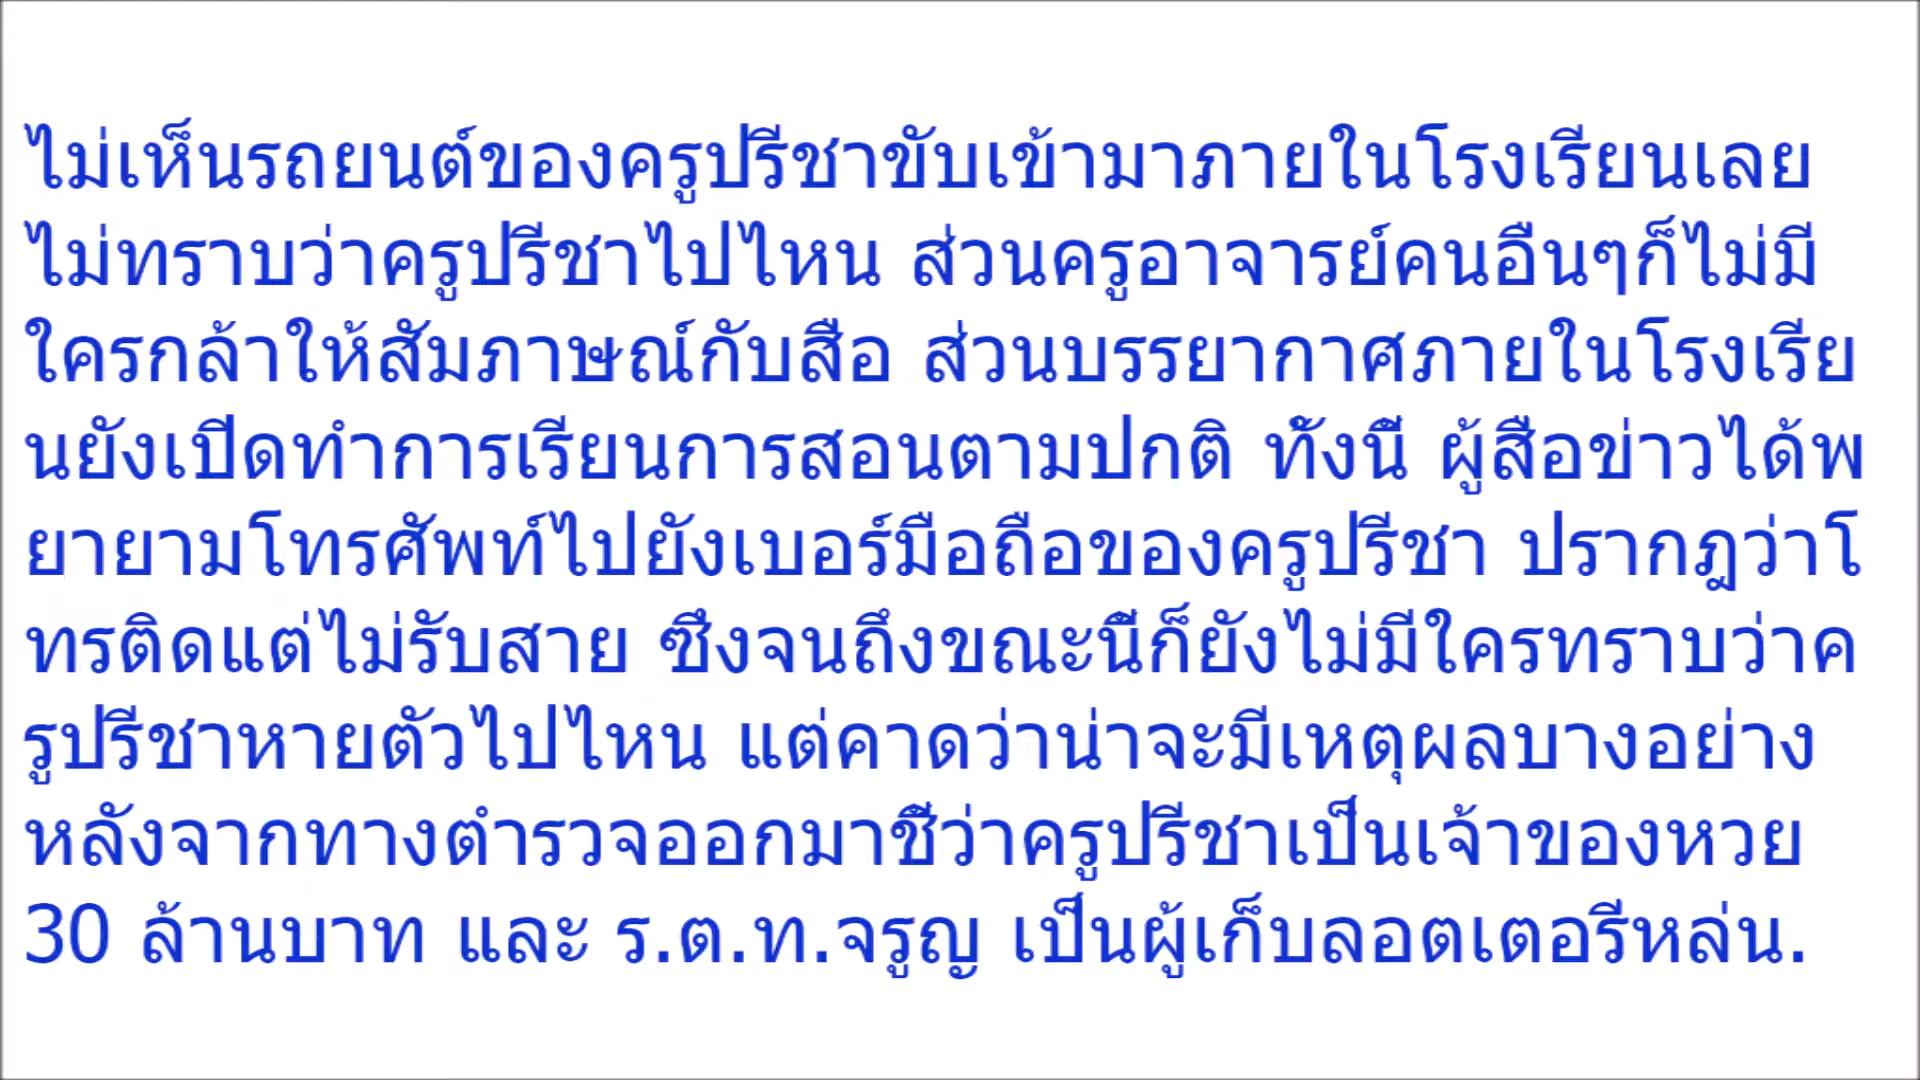 ไม่เห็นรถยนต์ของครูปรีชาขับเข้ามาภายในโรงเรียนเลย
ไม่ทราบว่าครูปรีชาไปไหน ส่วนครูอาจารย์คนอื่นๆก็ไม่มี
ใครกล้าให้สัมภาษณ์กับสื่อ ส่วนบรรยากาศภายในโรงเรีย
นยังเปิดทำการเรียนการสอนตามปกติ ทั้งนี้ ผู้สื่อข่าวได้พ
ยายามโทรศัพท์ไปยังเบอร์มือถือของครูปรีชา ปรากฎว่าโ
ทรติดแต่ไม่รับสาย ซึ่งจนถึงขณะนี้ก็ยังไม่มีใครทราบว่าค
รูปรีชาหายตัวไปไหน แต่คาดว่าน่าจะมีเหตุผลบางอย่าง
หลังจากทางตำรวจออกมาชี้ว่าครูปรีชาเป็นเจ้าของหวย
30 ล้านบาท และ ร.ต.ท.จรูญ เป็นผู้เก็บลอตเตอรี่หล่น.